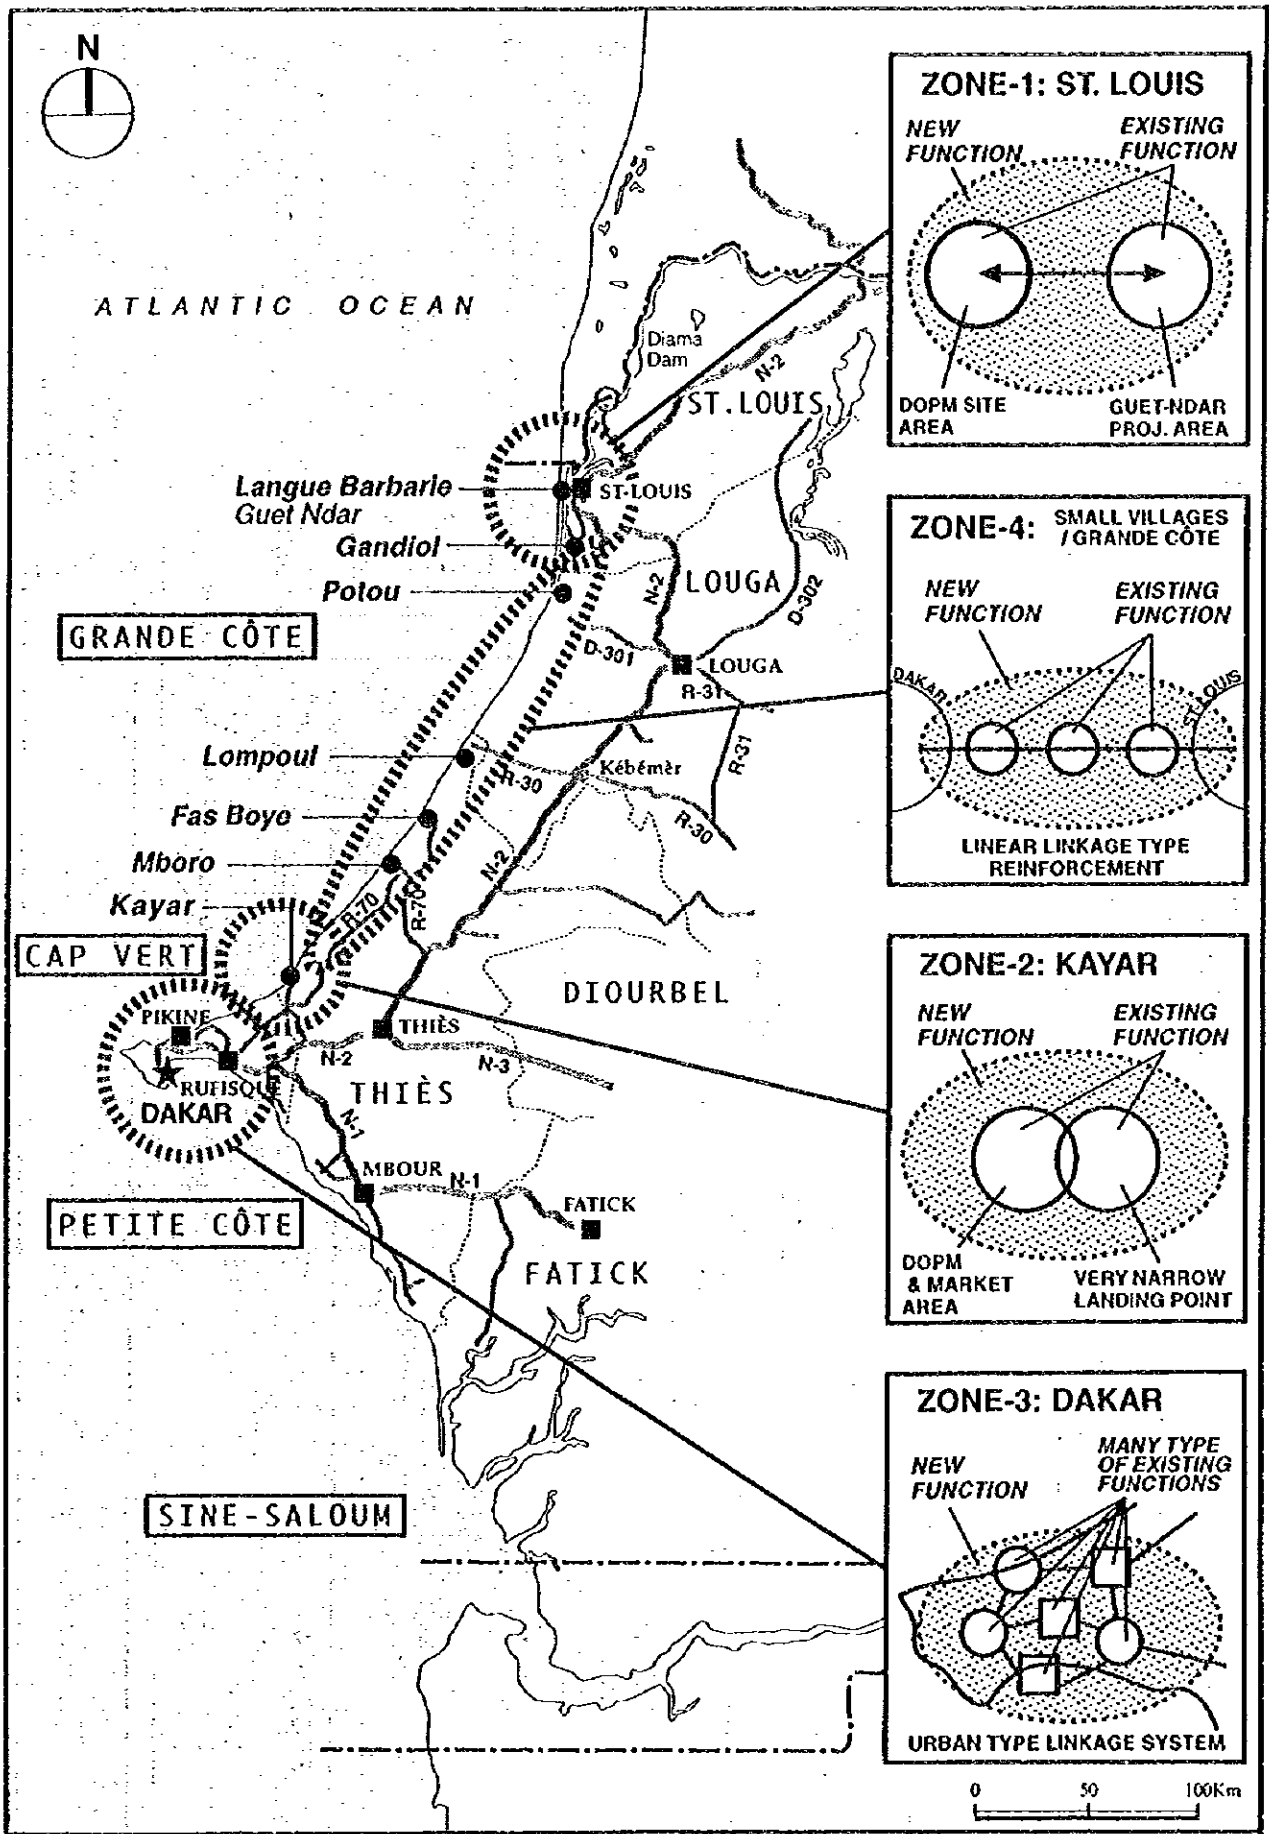 N
ATLANTIC OCEAN
Diama
Dam
N-2
ST.LOUIS
Langue Barbarie
Guet Ndar
ST-LOUIS
Gandiol
Potou
N-2
LOUGA
D-302
GRANDE CÔTE
D-301
LOUGA
R-31
R-31
Lompoul
R-30
Kébémèr
R-30
Fas Boye
Mboro
N-2
Kayar
R-70
R-70
CAP VERT
DIOURBEL
PIKINE
THIÈS
N-2
N-3
RUFISQUE
THIÈS
DAKAR
N-1
MBOUR
N-1
FATICK
PETITE CÔTE
FATICK
SINE-SALOUM
ZONE-1: ST. LOUIS
NEW
FUNCTION
EXISTING
FUNCTION
DOPM SITE
AREA
GUET-NDAR
PROJ. AREA
ZONE-4: SMALL VILLAGES
/ GRANDE CÔTE
NEW
FUNCTION
EXISTING
FUNCTION
DAKAR
ST-LOUIS
LINEAR LINKAGE TYPE
REINFORCEMENT
ZONE-2: KAYAR
NEW
FUNCTION
EXISTING
FUNCTION
DOPM
& MARKET
AREA
VERY NARROW
LANDING POINT
ZONE-3: DAKAR
NEW
FUNCTION
MANY TYPE
OF EXISTING
FUNCTIONS
URBAN TYPE LINKAGE SYSTEM
0 50 100Km